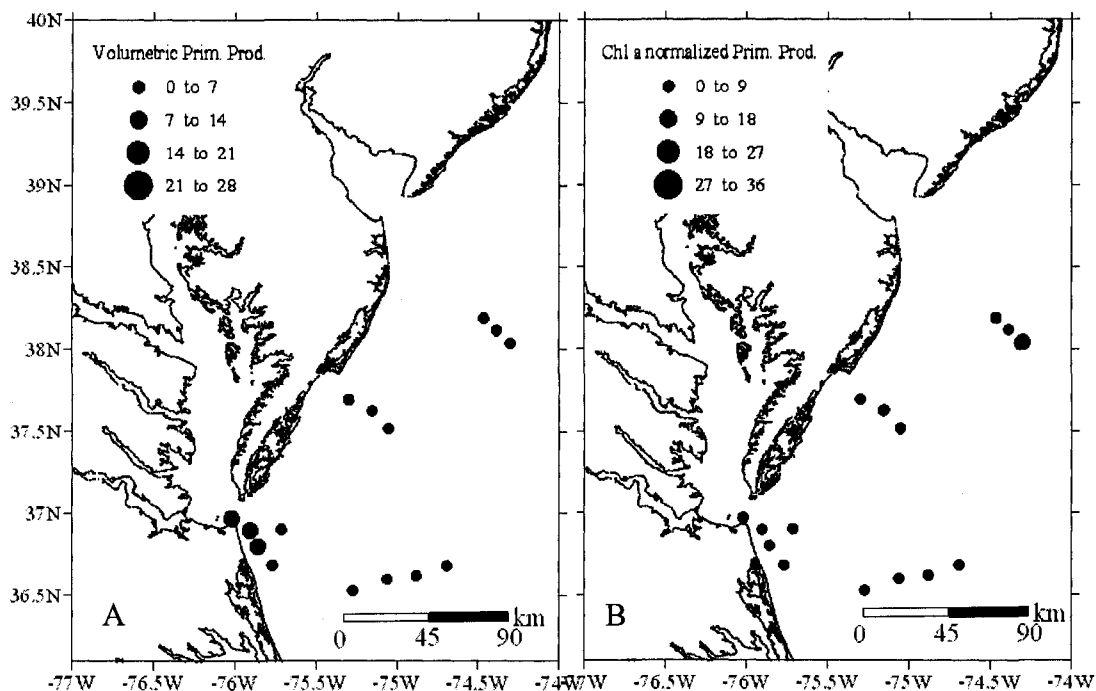 40N
39.5N
39N
38.5N
38N
37.5N
37N
36.5N
Volumetric Prim. Prod.
0 to 7
7 to 14
14 to 21
21 to 28
A
km
0 45 90
-77W -76.5W -76W -75.5W -75W -74.5W -74W
Chl a normalized Prim. Prod.
0 to 9
9 to 18
18 to 27
27 to 36
B
km
0 45 90
-76.5W -76W -75.5W -75W -74.5W -74W